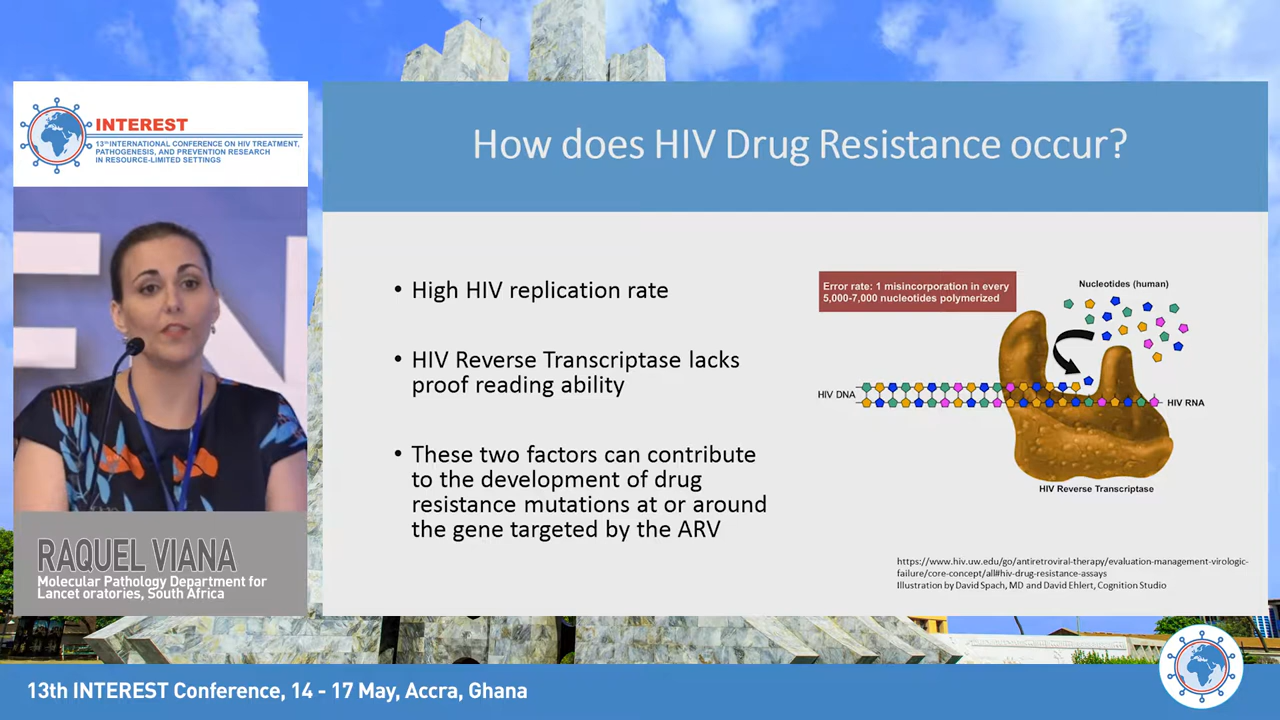 INTEREST
13th INTERNATIONAL CONFERENCE ON HIV TREATMENT,
PATHOGENESIS, AND PREVENTION RESEARCH
IN RESOURCE-LIMITED SETTINGS
EN
RAQUEL VIANA
Molecular Pathology Department for
Lancet oratories, South Africa
How does HIV Drug Resistance occur?
• High HIV replication rate
• HIV Reverse Transcriptase lacks
proof reading ability
• These two factors can contribute
to the development of drug
resistance mutations at or around
the gene targeted by the ARV
Error rate: 1 misincorporation in every
5,000-7,000 nucleotides polymerized
Nucleotides (human)
HIV DNA
HIV RNA
HIV Reverse Transcriptase
https://www.hiv.uw.edu/go/antiretroviral-therapy/evaluation-management-virologic-
failure/core-concept/all#hiv-drug-resistance-assays
Illustration by David Spach, MD and David Ehlert, Cognition Studio
13th INTEREST Conference, 14 - 17 May, Accra, Ghana